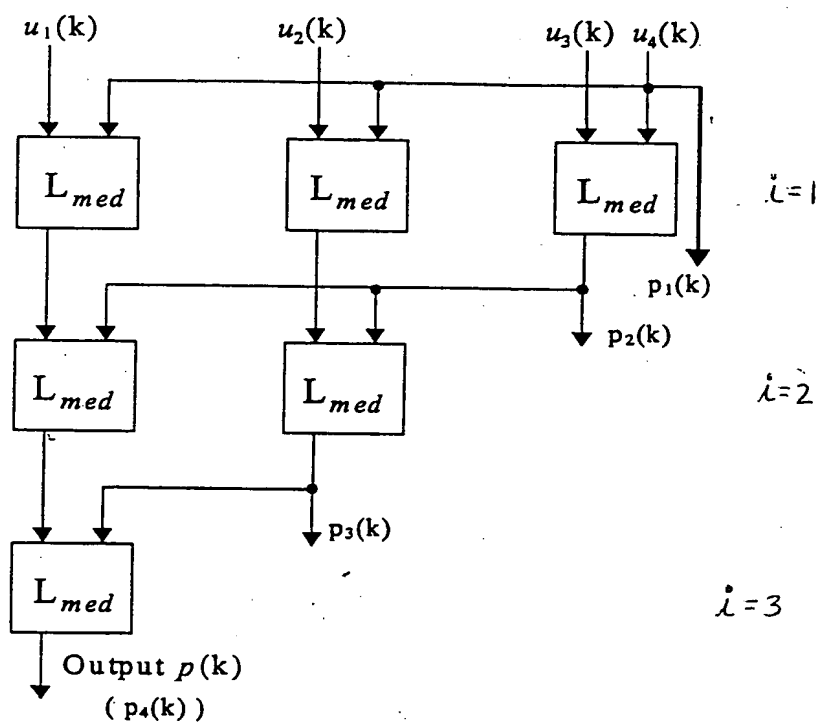 u₁(k) u₂(k) u₃(k) u₄(k)
L_med L_med L_med i=1
p₁(k)
p₂(k)
L_med L_med i=2
p₃(k)
L_med i=3
Output p(k)
( p₄(k) )